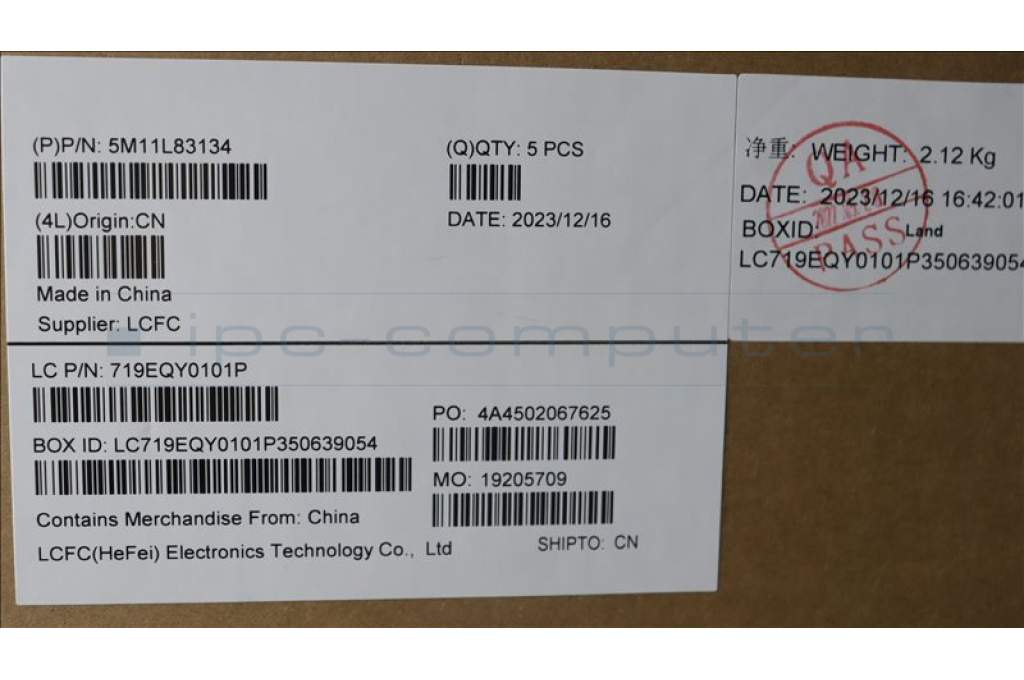 (P)P/N: 5M11L83134
(Q)QTY: 5 PCS
(4L)Origin:CN
DATE: 2023/12/16
Made in China
Supplier: LCFC
净重: WEIGHT: 2.12 Kg
DATE: 2023/12/16 16:42:01
BOXID: Land
LC719EQY0101P350639054
QA
PASS
ipc-computer
LC P/N: 719EQY0101P
PO: 4A4502067625
BOX ID: LC719EQY0101P350639054
MO: 19205709
Contains Merchandise From: China
LCFC(HeFei) Electronics Technology Co., Ltd
SHIPTO: CN